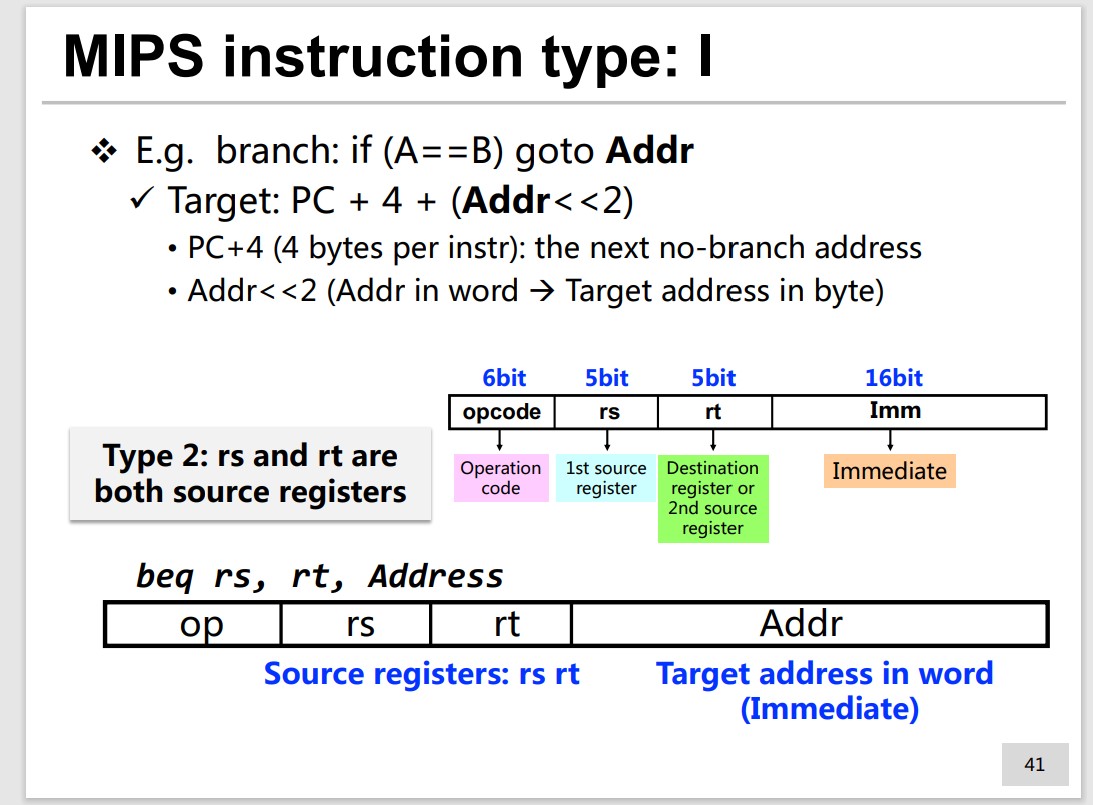 MIPS instruction type: I
❖ E.g. branch: if (A==B) goto Addr
✓ Target: PC + 4 + (Addr<<2)
• PC+4 (4 bytes per instr): the next no-branch address
• Addr<<2 (Addr in word → Target address in byte)
6bit 5bit 5bit 16bit
opcode rs rt Imm
Type 2: rs and rt are
both source registers
Operation
code
1st source
register
Destination
register or
2nd source
register
Immediate
beq rs, rt, Address
op rs rt Addr
Source registers: rs rt
Target address in word
(Immediate)
41